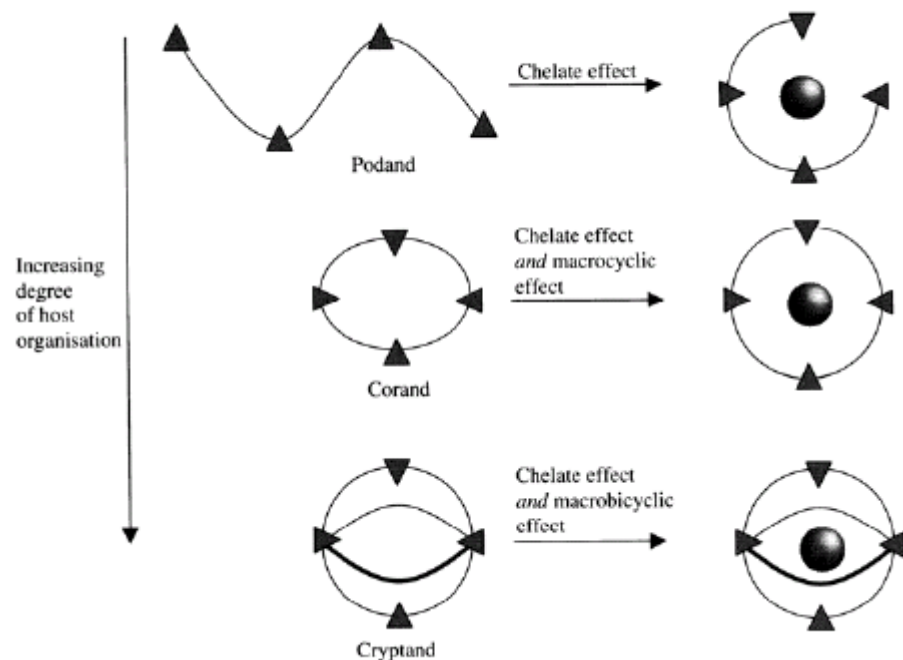 Chelate effect
Podand
Increasing
degree
of host
organisation
Chelate effect
and macrocyclic
effect
Corand
Chelate effect
and macrobicyclic
effect
Cryptand